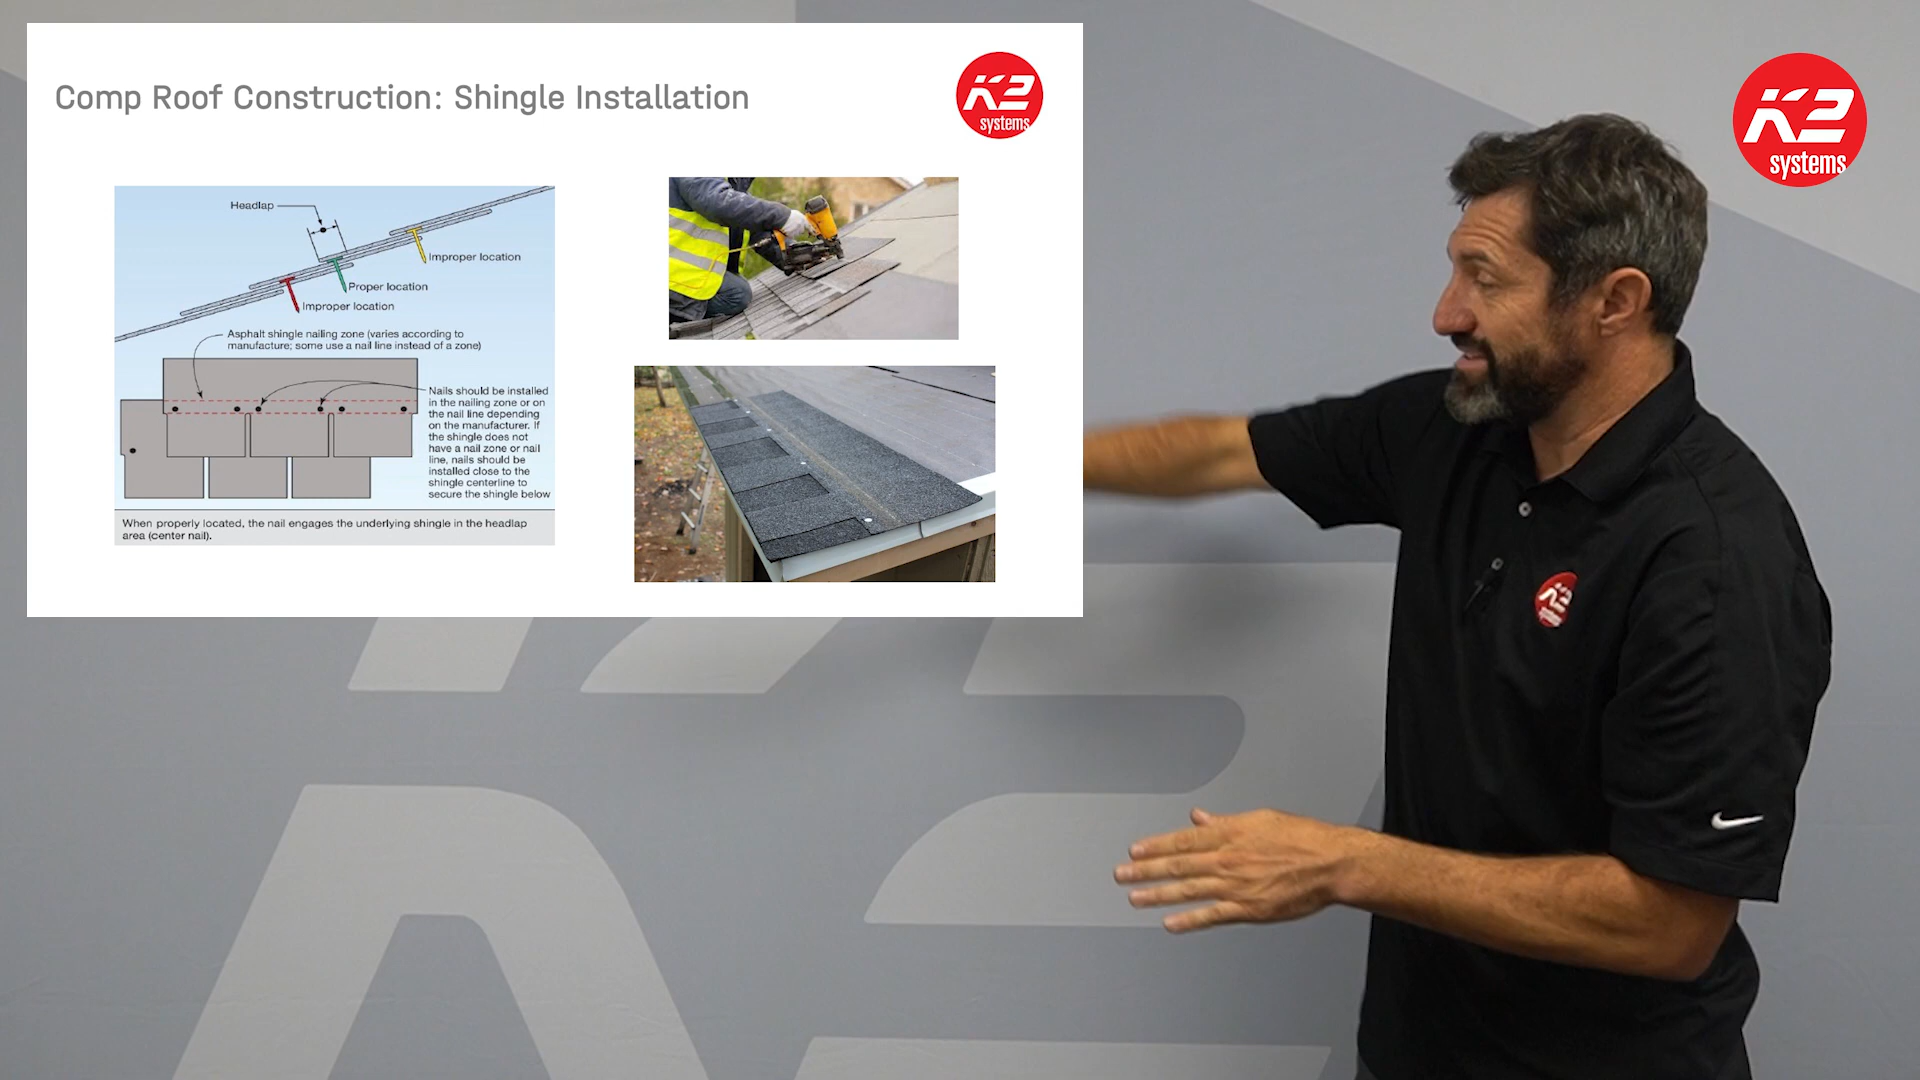 Comp Roof Construction: Shingle Installation
K2
systems
K2
systems
Headlap
Improper location
Proper location
Improper location
Asphalt shingle nailing zone (varies according to
manufacture; some use a nail line instead of a zone)
Nails should be installed
in the nailing zone or on
the nail line depending
on the manufacturer. If
the shingle does not
have a nail zone or nail
line, nails should be
installed close to the
shingle centerline to
secure the shingle below
When properly located, the nail engages the underlying shingle in the headlap
area (center nail).
K2